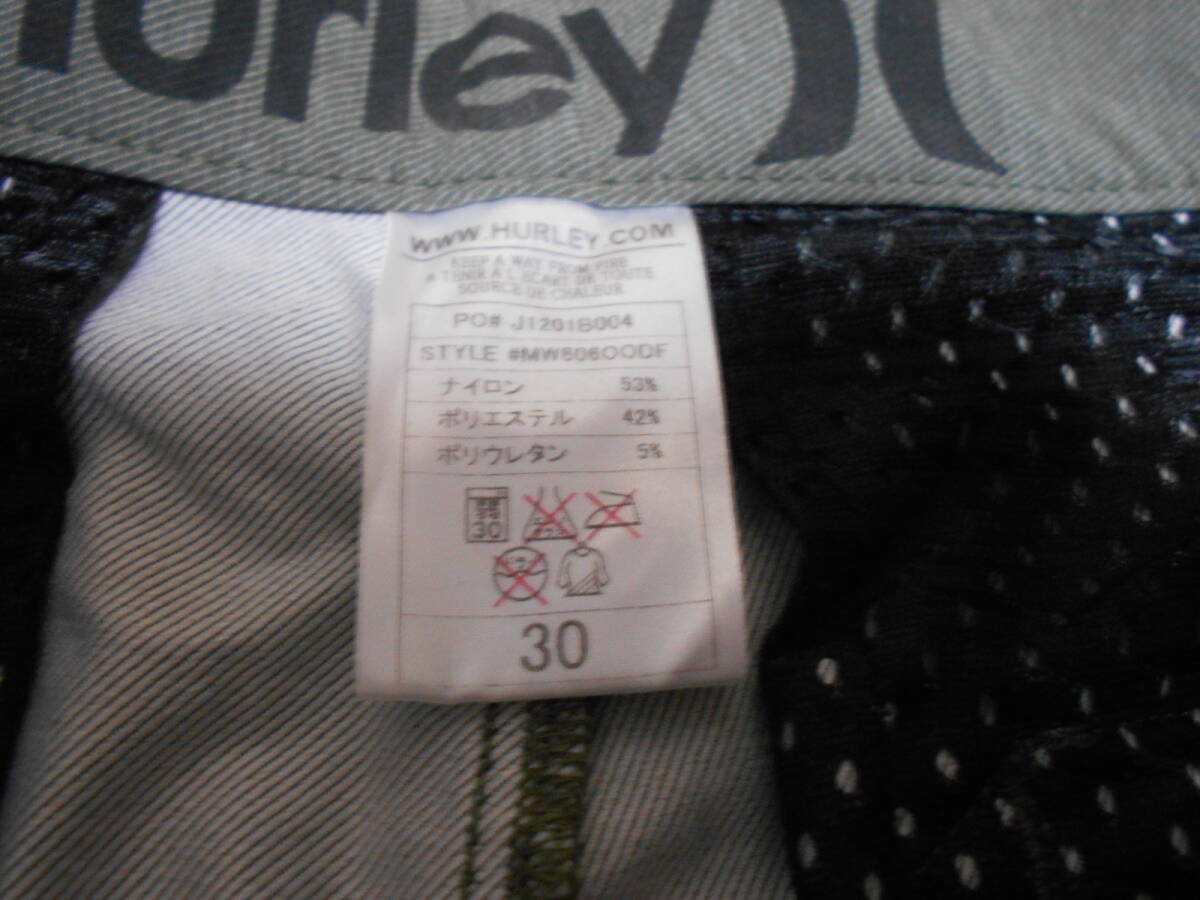 Hurley
WWW.HURLEY.COM
KEEP A WAY FROM FIRE
A TENIR A L'ECART DE TOUTE
SOURCE DE CHALEUR
PO# J1201B004
STYLE #MW606OODF
ナイロン 53%
ポリエステル 42%
ポリウレタン 5%
30
30